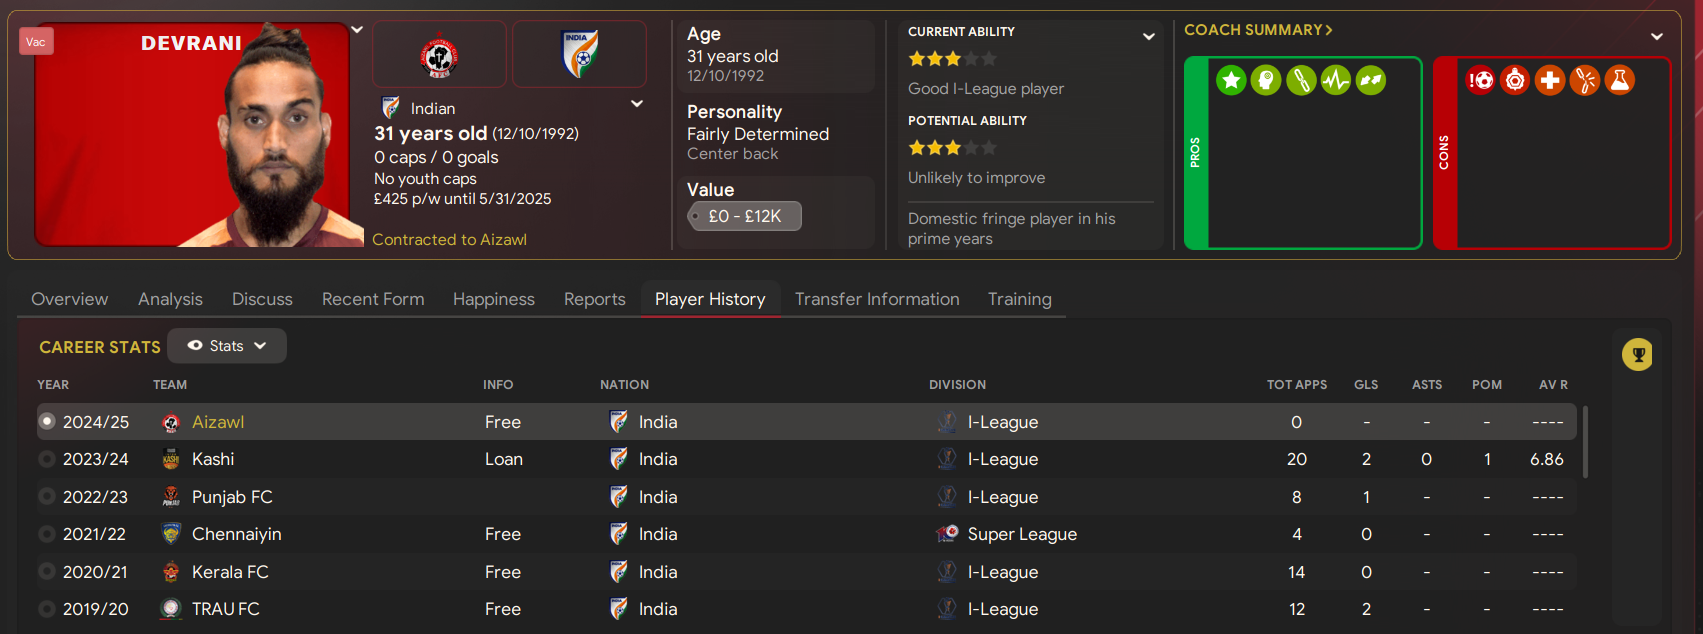 Vac
DEVRANI
INDIA
Indian
31 years old (12/10/1992)
0 caps / 0 goals
No youth caps
£425 p/w until 5/31/2025
Contracted to Aizawl
Age
31 years old
12/10/1992
Personality
Fairly Determined
Center back
Value
£0 - £12K
CURRENT ABILITY
Good I-League player
POTENTIAL ABILITY
Unlikely to improve
Domestic fringe player in his
prime years
COACH SUMMARY
PROS
CONS
Overview Analysis Discuss Recent Form Happiness Reports Player History Transfer Information Training
CAREER STATS Stats
YEAR TEAM INFO NATION DIVISION TOT APPS GLS ASTS POM AV R
2024/25 Aizawl Free India I-League 0 - - - ----
2023/24 Kashi Loan India I-League 20 2 0 1 6.86
2022/23 Punjab FC India I-League 8 1 - - ----
2021/22 Chennaiyin Free India Super League 4 0 - - ----
2020/21 Kerala FC Free India I-League 14 0 - - ----
2019/20 TRAU FC Free India I-League 12 2 - - ----